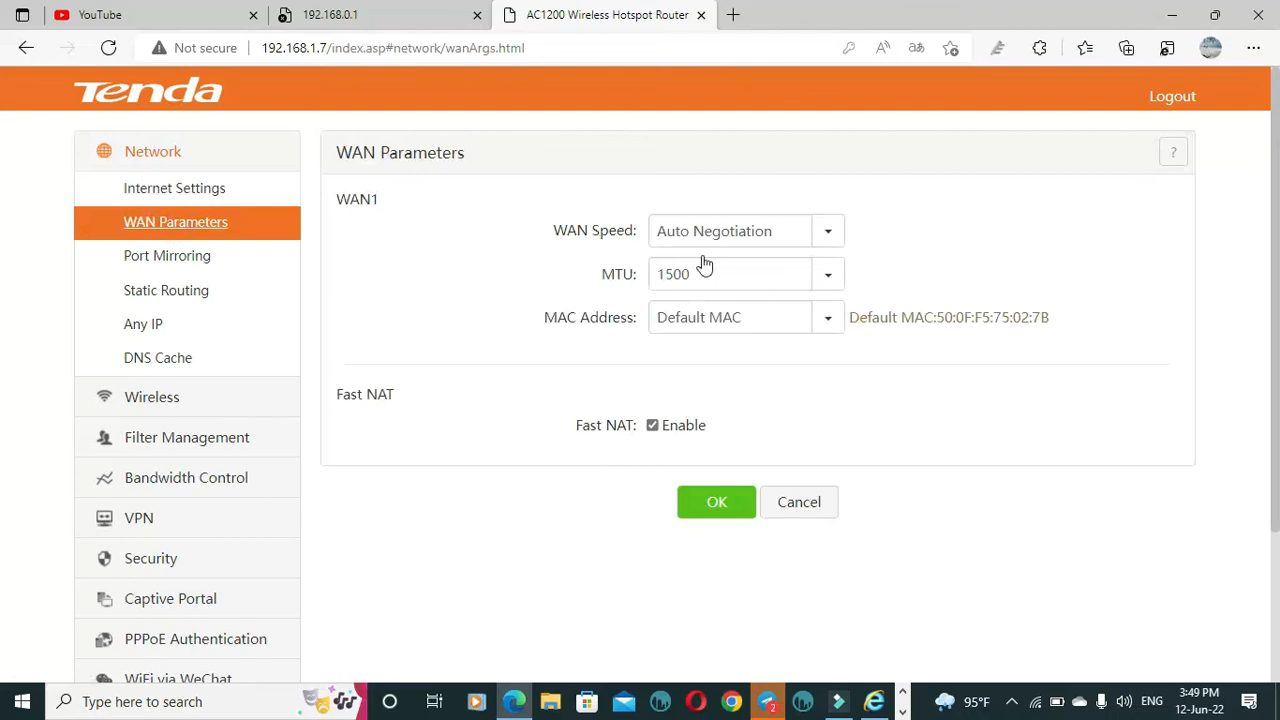 YouTube
192.168.0.1
AC1200 Wireless Hotspot Router
Not secure
192.168.1.7/index.asp#network/wanArgs.html
Tenda
Logout
Network
Internet Settings
WAN Parameters
Port Mirroring
Static Routing
Any IP
DNS Cache
Wireless
Filter Management
Bandwidth Control
VPN
Security
Captive Portal
PPPoE Authentication
WiFi via WeChat
WAN Parameters
?
WAN1
WAN Speed: Auto Negotiation
MTU: 1500
MAC Address: Default MAC Default MAC:50:0F:F5:75:02:7B
Fast NAT
Fast NAT: Enable
OK Cancel
Type here to search
2
95°F
ENG
3:49 PM
12-Jun-22